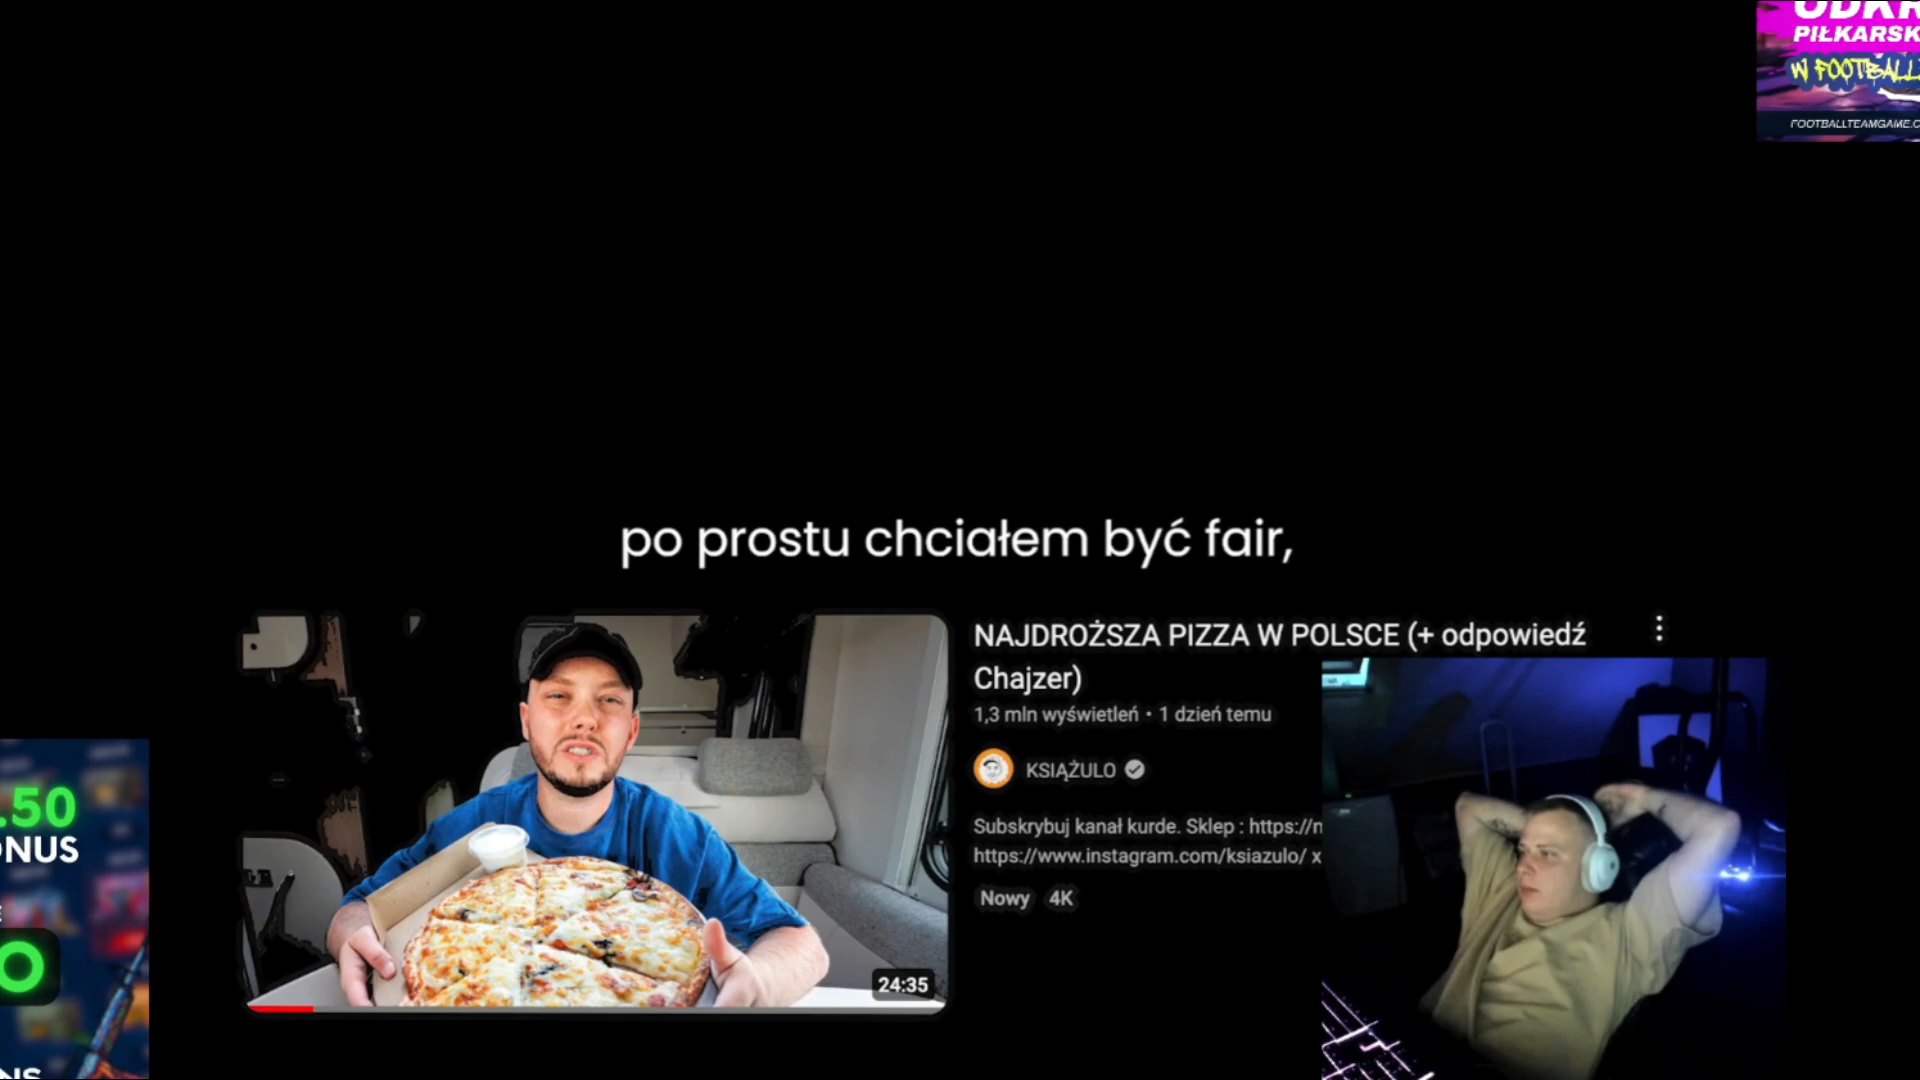 PIŁKARSK
W FOOTBALL
FOOTBALLTEAMGAME.C
po prostu chciałem być fair,
NAJDROŻSZA PIZZA W POLSCE (+ odpowiedź
Chajzer)
1,3 mln wyświetleń • 1 dzień temu
KSIĄŻULO
Subskrybuj kanał kurde. Sklep : https://n
https://www.instagram.com/ksiazulo/ x
Nowy 4K
24:35
.50
ONUS
O